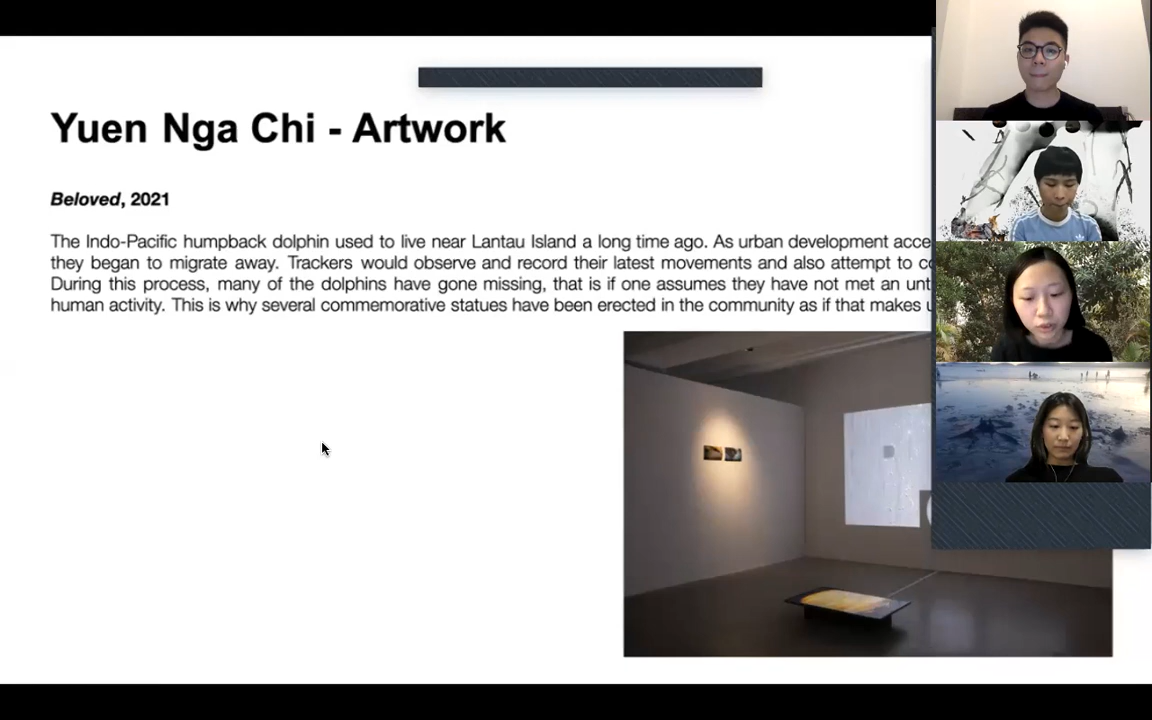 Yuen Nga Chi - Artwork
Beloved, 2021
The Indo-Pacific humpback dolphin used to live near Lantau Island a long time ago. As urban development
they began to migrate away. Trackers would observe and record their latest movements and also attempt to
During this process, many of the dolphins have gone missing, that is if one assumes they have not met an
human activity. This is why several commemorative statues have been erected in the community as if that makes